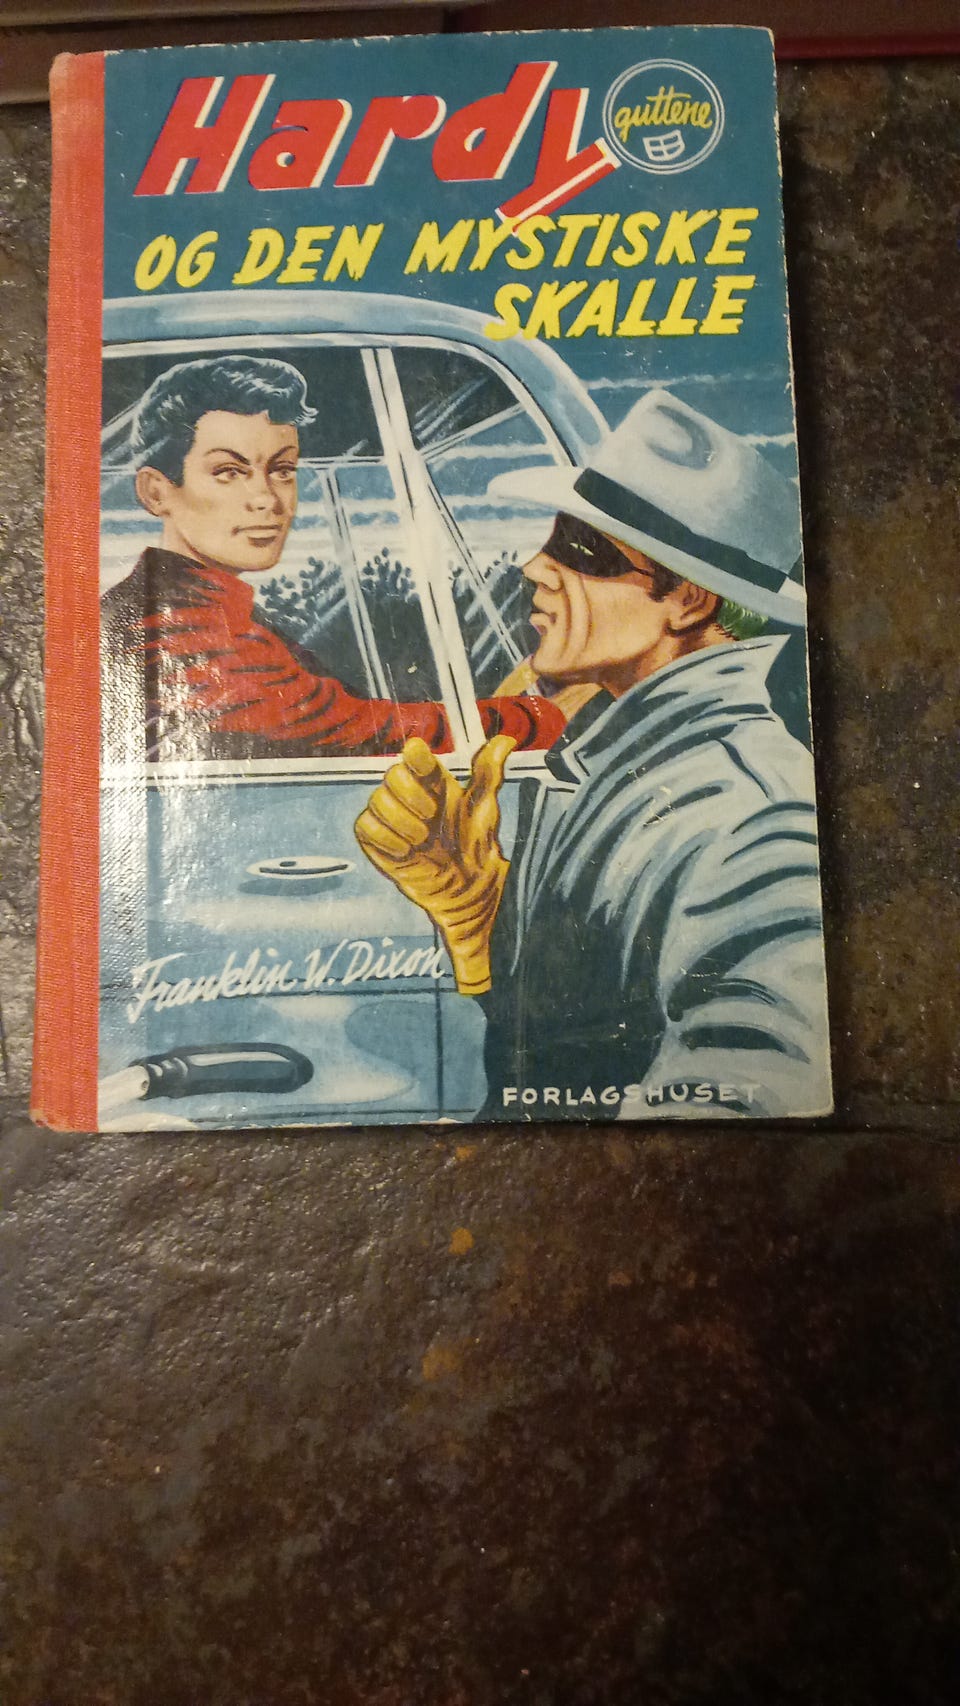 Hardy
guttene
OG DEN MYSTISKE
SKALLE
Franklin W. Dixon
FORLAGSHUSET